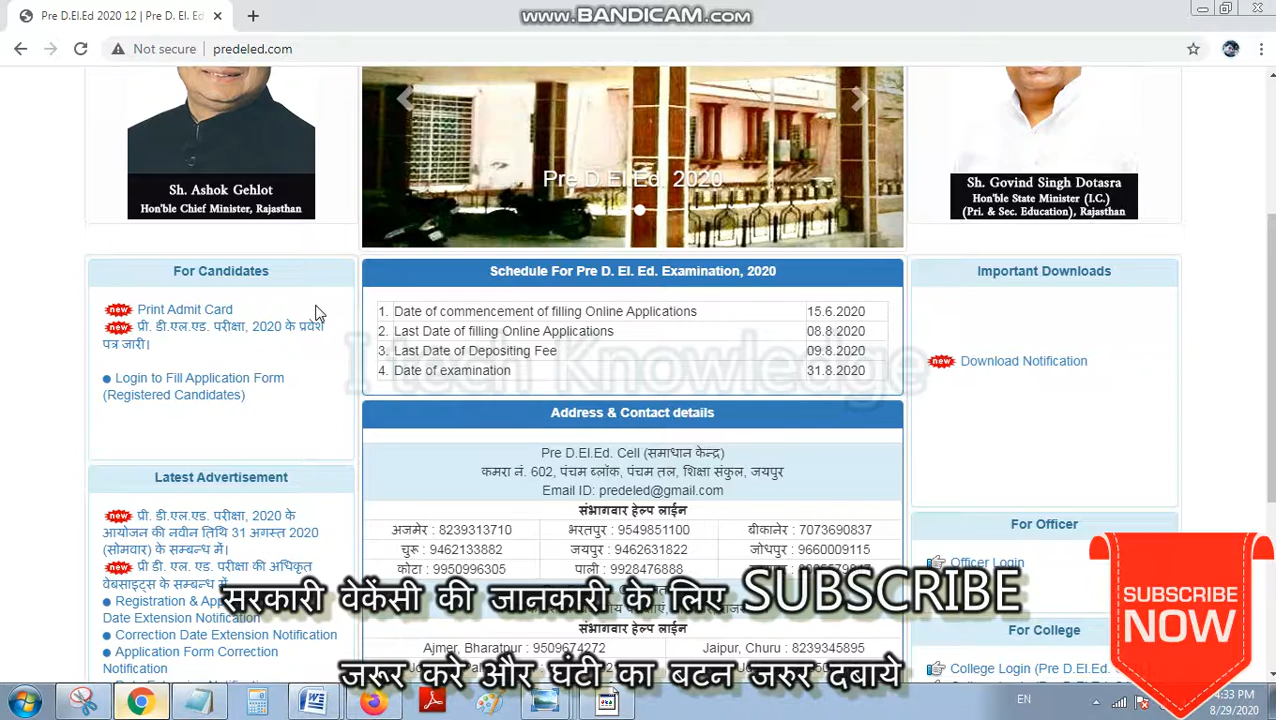 Pre D.El.Ed 2020 12 | Pre D. El. Ed
www.BANDICAM.com
Not secure
predeled.com
Pre D.El.Ed. 2020
Sh. Ashok Gehlot
Hon'ble Chief Minister, Rajasthan
Sh. Govind Singh Dotasra
Hon'ble State Minister (I.C.)
(Pri. & Sec. Education), Rajasthan
For Candidates
new Print Admit Card
new प्री. डी.एल.एड. परीक्षा, 2020 के प्रवेश
पत्र जारी।
Login to Fill Application Form
(Registered Candidates)
Schedule For Pre D. El. Ed. Examination, 2020
1. Date of commencement of filling Online Applications 15.6.2020
2. Last Date of filling Online Applications 08.8.2020
3. Last Date of Depositing Fee 09.8.2020
4. Date of examination 31.8.2020
I tech Knowledge
Important Downloads
new Download Notification
Address & Contact details
Pre D.El.Ed. Cell (समाधान केन्द्र)
कमरा नं. 602, पंचम ब्लॉक, पंचम तल, शिक्षा संकुल, जयपुर
Email ID: predeled@gmail.com
संभागवार हेल्प लाईन
अजमेर : 8239313710 भरतपुर : 9549851100 बीकानेर : 7073690837
चुरू : 9462133882 जयपुर : 9462631822 जोधपुर : 9660009115
कोटा : 9950996305 पाली : 9928476888
संभागवार हेल्प लाईन
Ajmer, Bharatpur : 9509674272 Jaipur, Churu : 8239345895
Latest Advertisement
new प्री. डी.एल.एड. परीक्षा, 2020 के
आयोजन की नवीन तिथि 31 अगस्त 2020
(सोमवार) के सम्बन्ध में।
new प्री. डी एल. एड. परीक्षा की अधिकृत
वेबसाइट्स के सम्बन्ध में
Registration &
Date Extension Notification
Correction Date Extension Notification
Application Form Correction
Notification
For Officer
Officer Login
For College
College Login (Pre D.El.Ed
सरकारी वेकेंसी की जानकारी के लिए SUBSCRIBE
जरूर करे और घंटी का बटन जरुर दबाये
SUBSCRIBE
NOW
EN
4:33 PM
8/29/2020